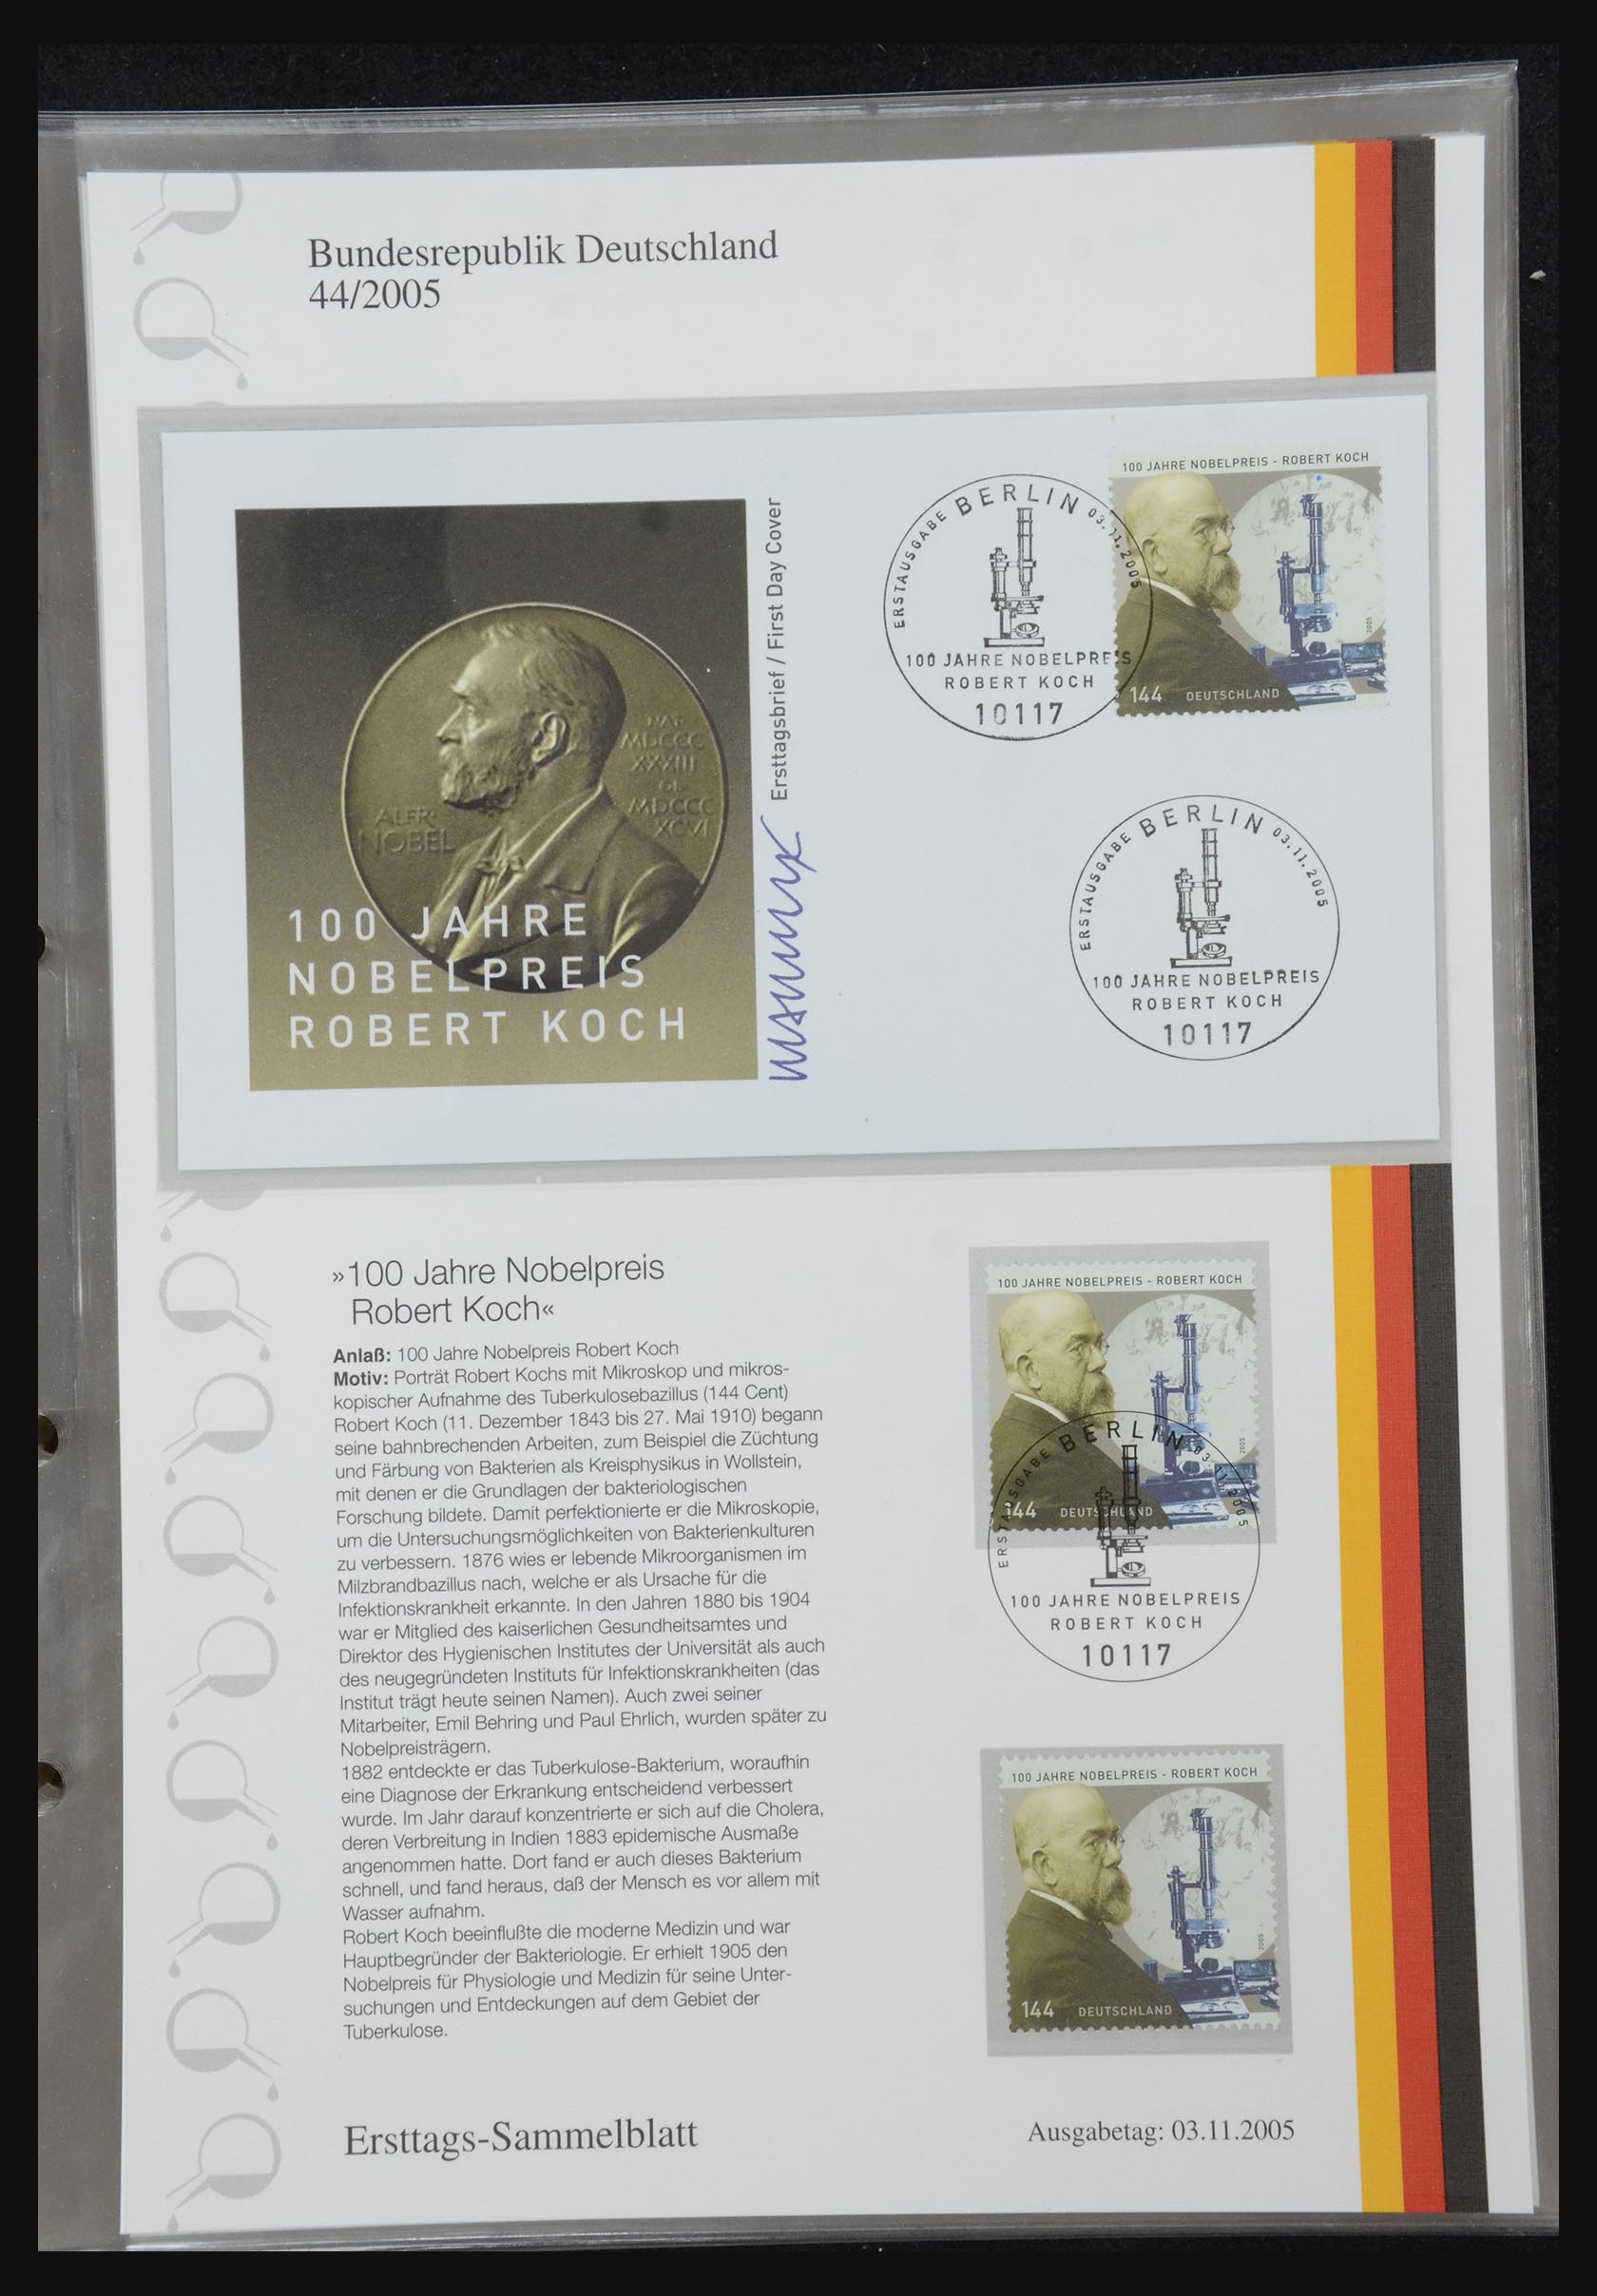 Bundesrepublik Deutschland
44/2005
ALFR·
NOBEL
NAT·
MDCCC
XXXIII
OB·
MDCCC
XCVI
100 JAHRE
NOBELPREIS
ROBERT KOCH
Ersttagsbrief / First Day Cover
ERSTAUSGABE BERLIN 03.11.2005
100 JAHRE NOBELPREIS
ROBERT KOCH
10117
100 JAHRE NOBELPREIS - ROBERT KOCH
2005
144 DEUTSCHLAND
ERSTAUSGABE BERLIN 03.11.2005
100 JAHRE NOBELPREIS
ROBERT KOCH
10117
»100 Jahre Nobelpreis
Robert Koch«
Anlaß: 100 Jahre Nobelpreis Robert Koch
Motiv: Porträt Robert Kochs mit Mikroskop und mikros-
kopischer Aufnahme des Tuberkulosebazillus (144 Cent)
Robert Koch (11. Dezember 1843 bis 27. Mai 1910) begann
seine bahnbrechenden Arbeiten, zum Beispiel die Züchtung
und Färbung von Bakterien als Kreisphysikus in Wollstein,
mit denen er die Grundlagen der bakteriologischen
Forschung bildete. Damit perfektionierte er die Mikroskopie,
um die Untersuchungsmöglichkeiten von Bakterienkulturen
zu verbessern. 1876 wies er lebende Mikroorganismen im
Milzbrandbazillus nach, welche er als Ursache für die
Infektionskrankheit erkannte. In den Jahren 1880 bis 1904
war er Mitglied des kaiserlichen Gesundheitsamtes und
Direktor des Hygienischen Institutes der Universität als auch
des neugegründeten Instituts für Infektionskrankheiten (das
Institut trägt heute seinen Namen). Auch zwei seiner
Mitarbeiter, Emil Behring und Paul Ehrlich, wurden später zu
Nobelpreisträgern.
1882 entdeckte er das Tuberkulose-Bakterium, woraufhin
eine Diagnose der Erkrankung entscheidend verbessert
wurde. Im Jahr darauf konzentrierte er sich auf die Cholera,
deren Verbreitung in Indien 1883 epidemische Ausmaße
angenommen hatte. Dort fand er auch dieses Bakterium
schnell, und fand heraus, daß der Mensch es vor allem mit
Wasser aufnahm.
Robert Koch beeinflußte die moderne Medizin und war
Hauptbegründer der Bakteriologie. Er erhielt 1905 den
Nobelpreis für Physiologie und Medizin für seine Unter-
suchungen und Entdeckungen auf dem Gebiet der
Tuberkulose.
100 JAHRE NOBELPREIS - ROBERT KOCH
2005
144 DEUTSCHLAND
ERSTAUSGABE BERLIN 03.11.2005
100 JAHRE NOBELPREIS
ROBERT KOCH
10117
100 JAHRE NOBELPREIS - ROBERT KOCH
2005
144 DEUTSCHLAND
Ersttags-Sammelblatt
Ausgabetag: 03.11.2005